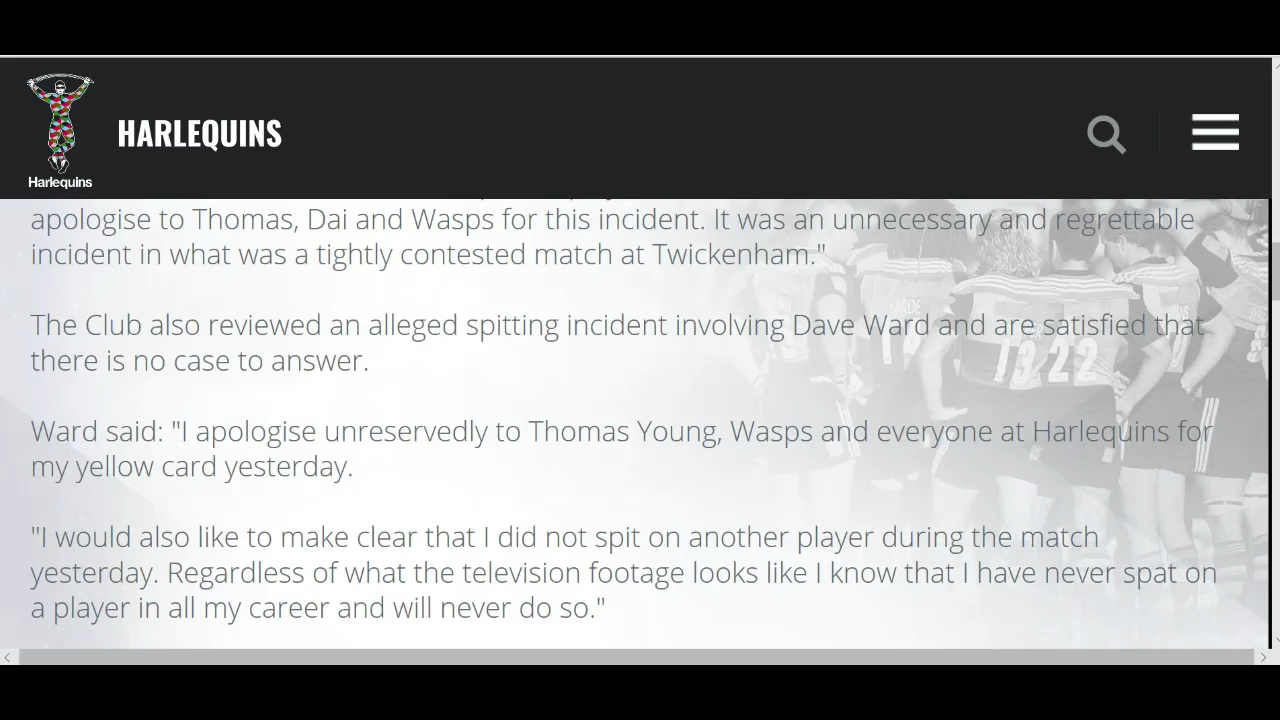 Harlequins
HARLEQUINS
apologise to Thomas, Dai and Wasps for this incident. It was an unnecessary and regrettable
incident in what was a tightly contested match at Twickenham."
The Club also reviewed an alleged spitting incident involving Dave Ward and are satisfied that
there is no case to answer.
Ward said: "I apologise unreservedly to Thomas Young, Wasps and everyone at Harlequins for
my yellow card yesterday.
"I would also like to make clear that I did not spit on another player during the match
yesterday. Regardless of what the television footage looks like I know that I have never spat on
a player in all my career and will never do so."